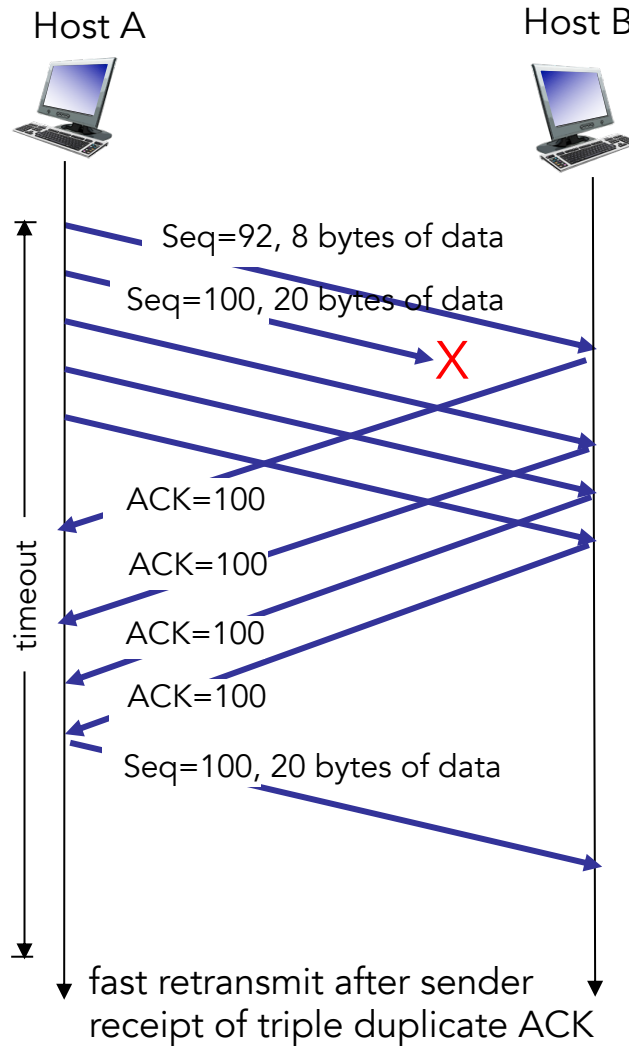 Host A
Host B
Seq=92, 8 bytes of data
Seq=100, 20 bytes of data
X
ACK=100
timeout
ACK=100
ACK=100
ACK=100
Seq=100, 20 bytes of data
fast retransmit after sender
receipt of triple duplicate ACK